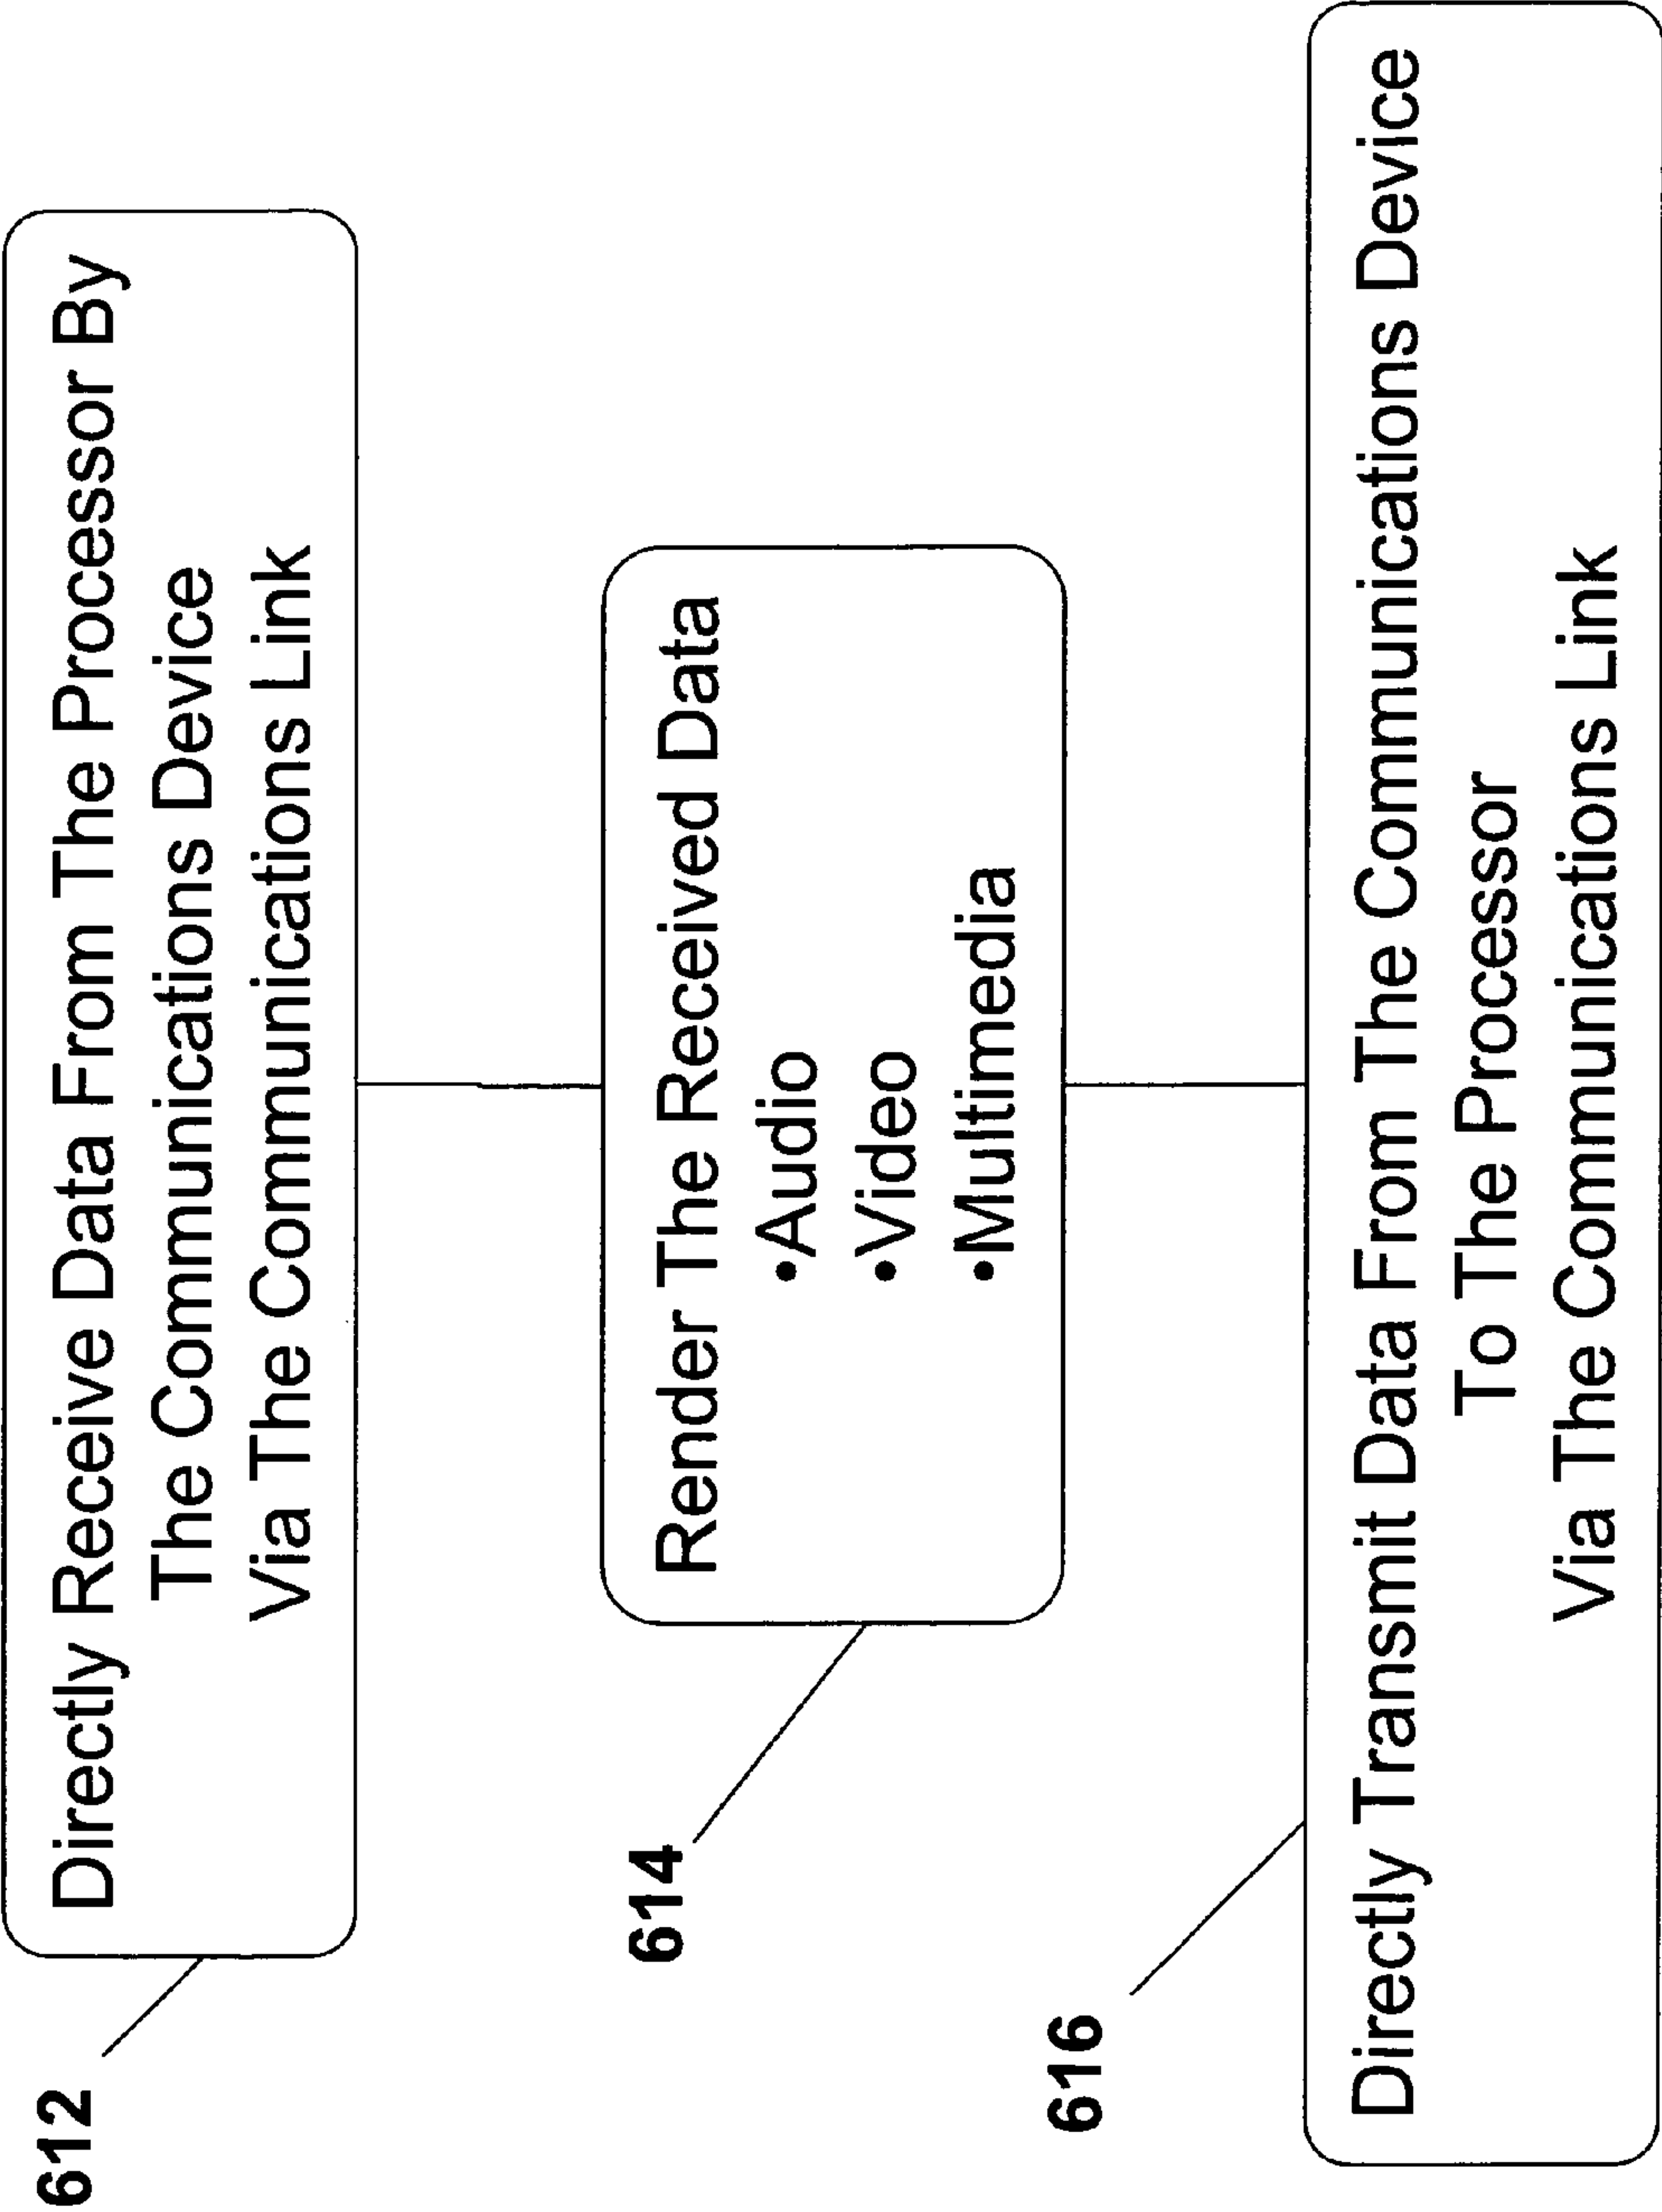 612
Directly Receive Data From The Processor By
The Communications Device
Via The Communications Link
614
Render The Received Data
•Audio
•Video
•Multimedia
616
Directly Transmit Data From The Communications Device
To The Processor
Via The Communications Link